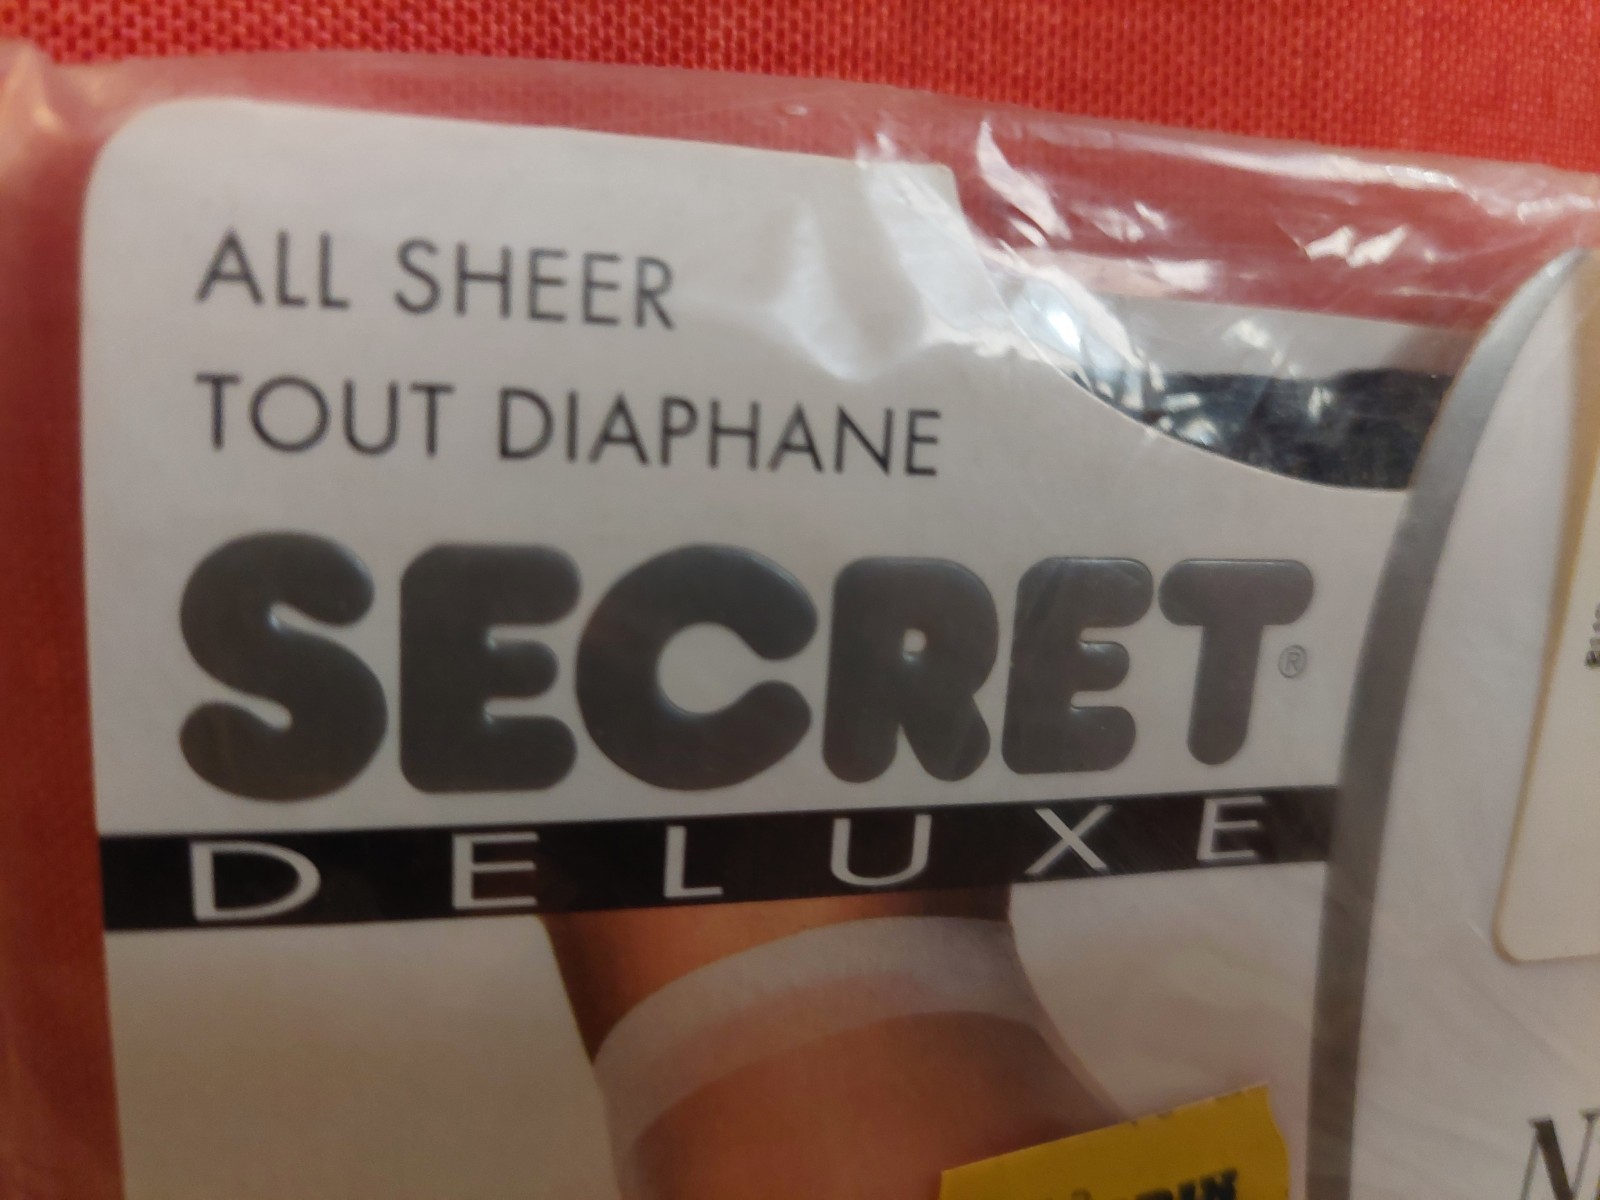 ALL SHEER
TOUT DIAPHANE
SECRET®
DELUXE